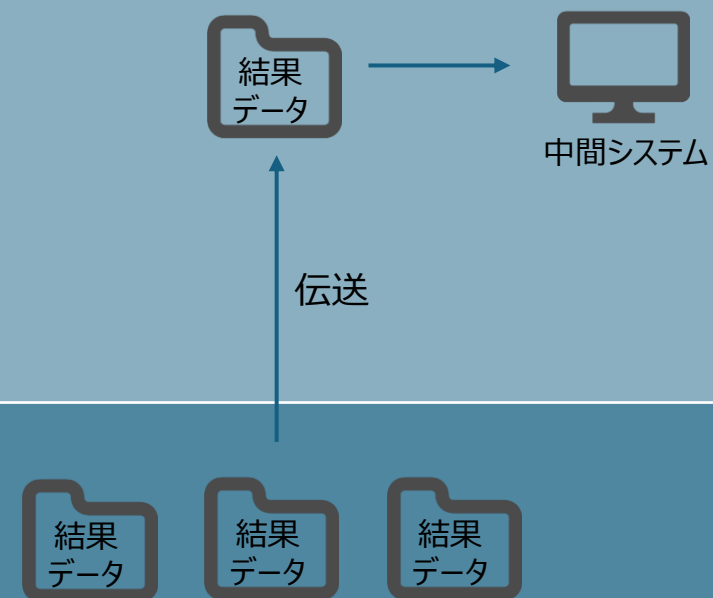 結果
データ
中間システム
伝送
結果
データ
結果
データ
結果
データ